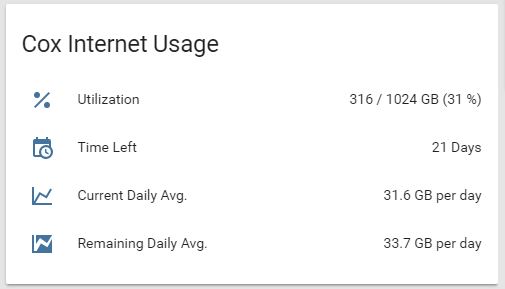 Cox Internet Usage
Utilization 316 / 1024 GB (31 %)
Time Left 21 Days
Current Daily Avg. 31.6 GB per day
Remaining Daily Avg. 33.7 GB per day